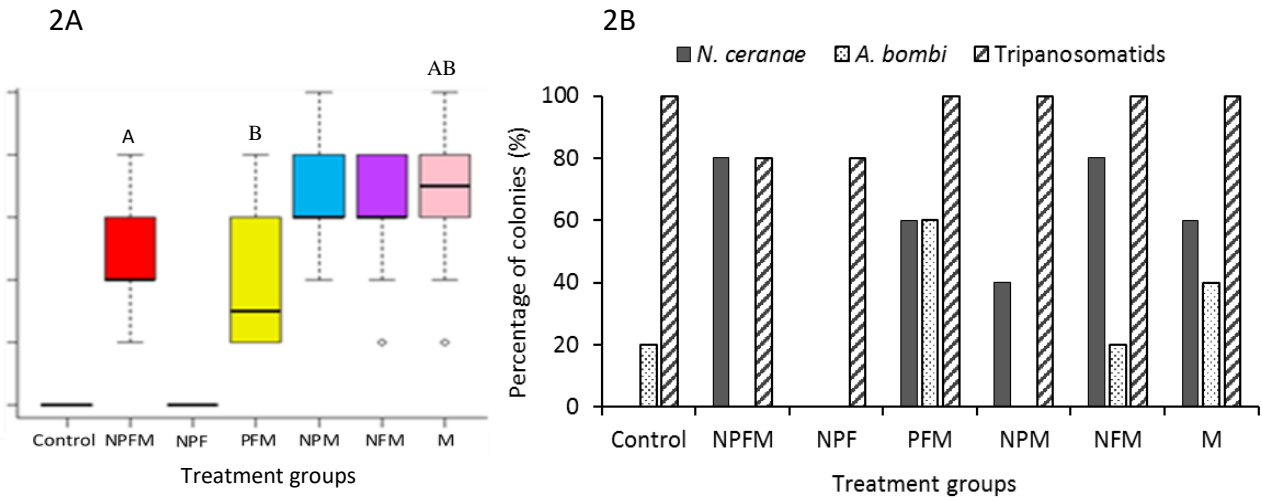 2A
AB
A
B
Control NPFM NPF PFM NPM NFM M
Treatment groups
2B
N. ceranae A. bombi Tripanosomatids
Percentage of colonies (%)
100
80
60
40
20
0
Control NPFM NPF PFM NPM NFM M
Treatment groups